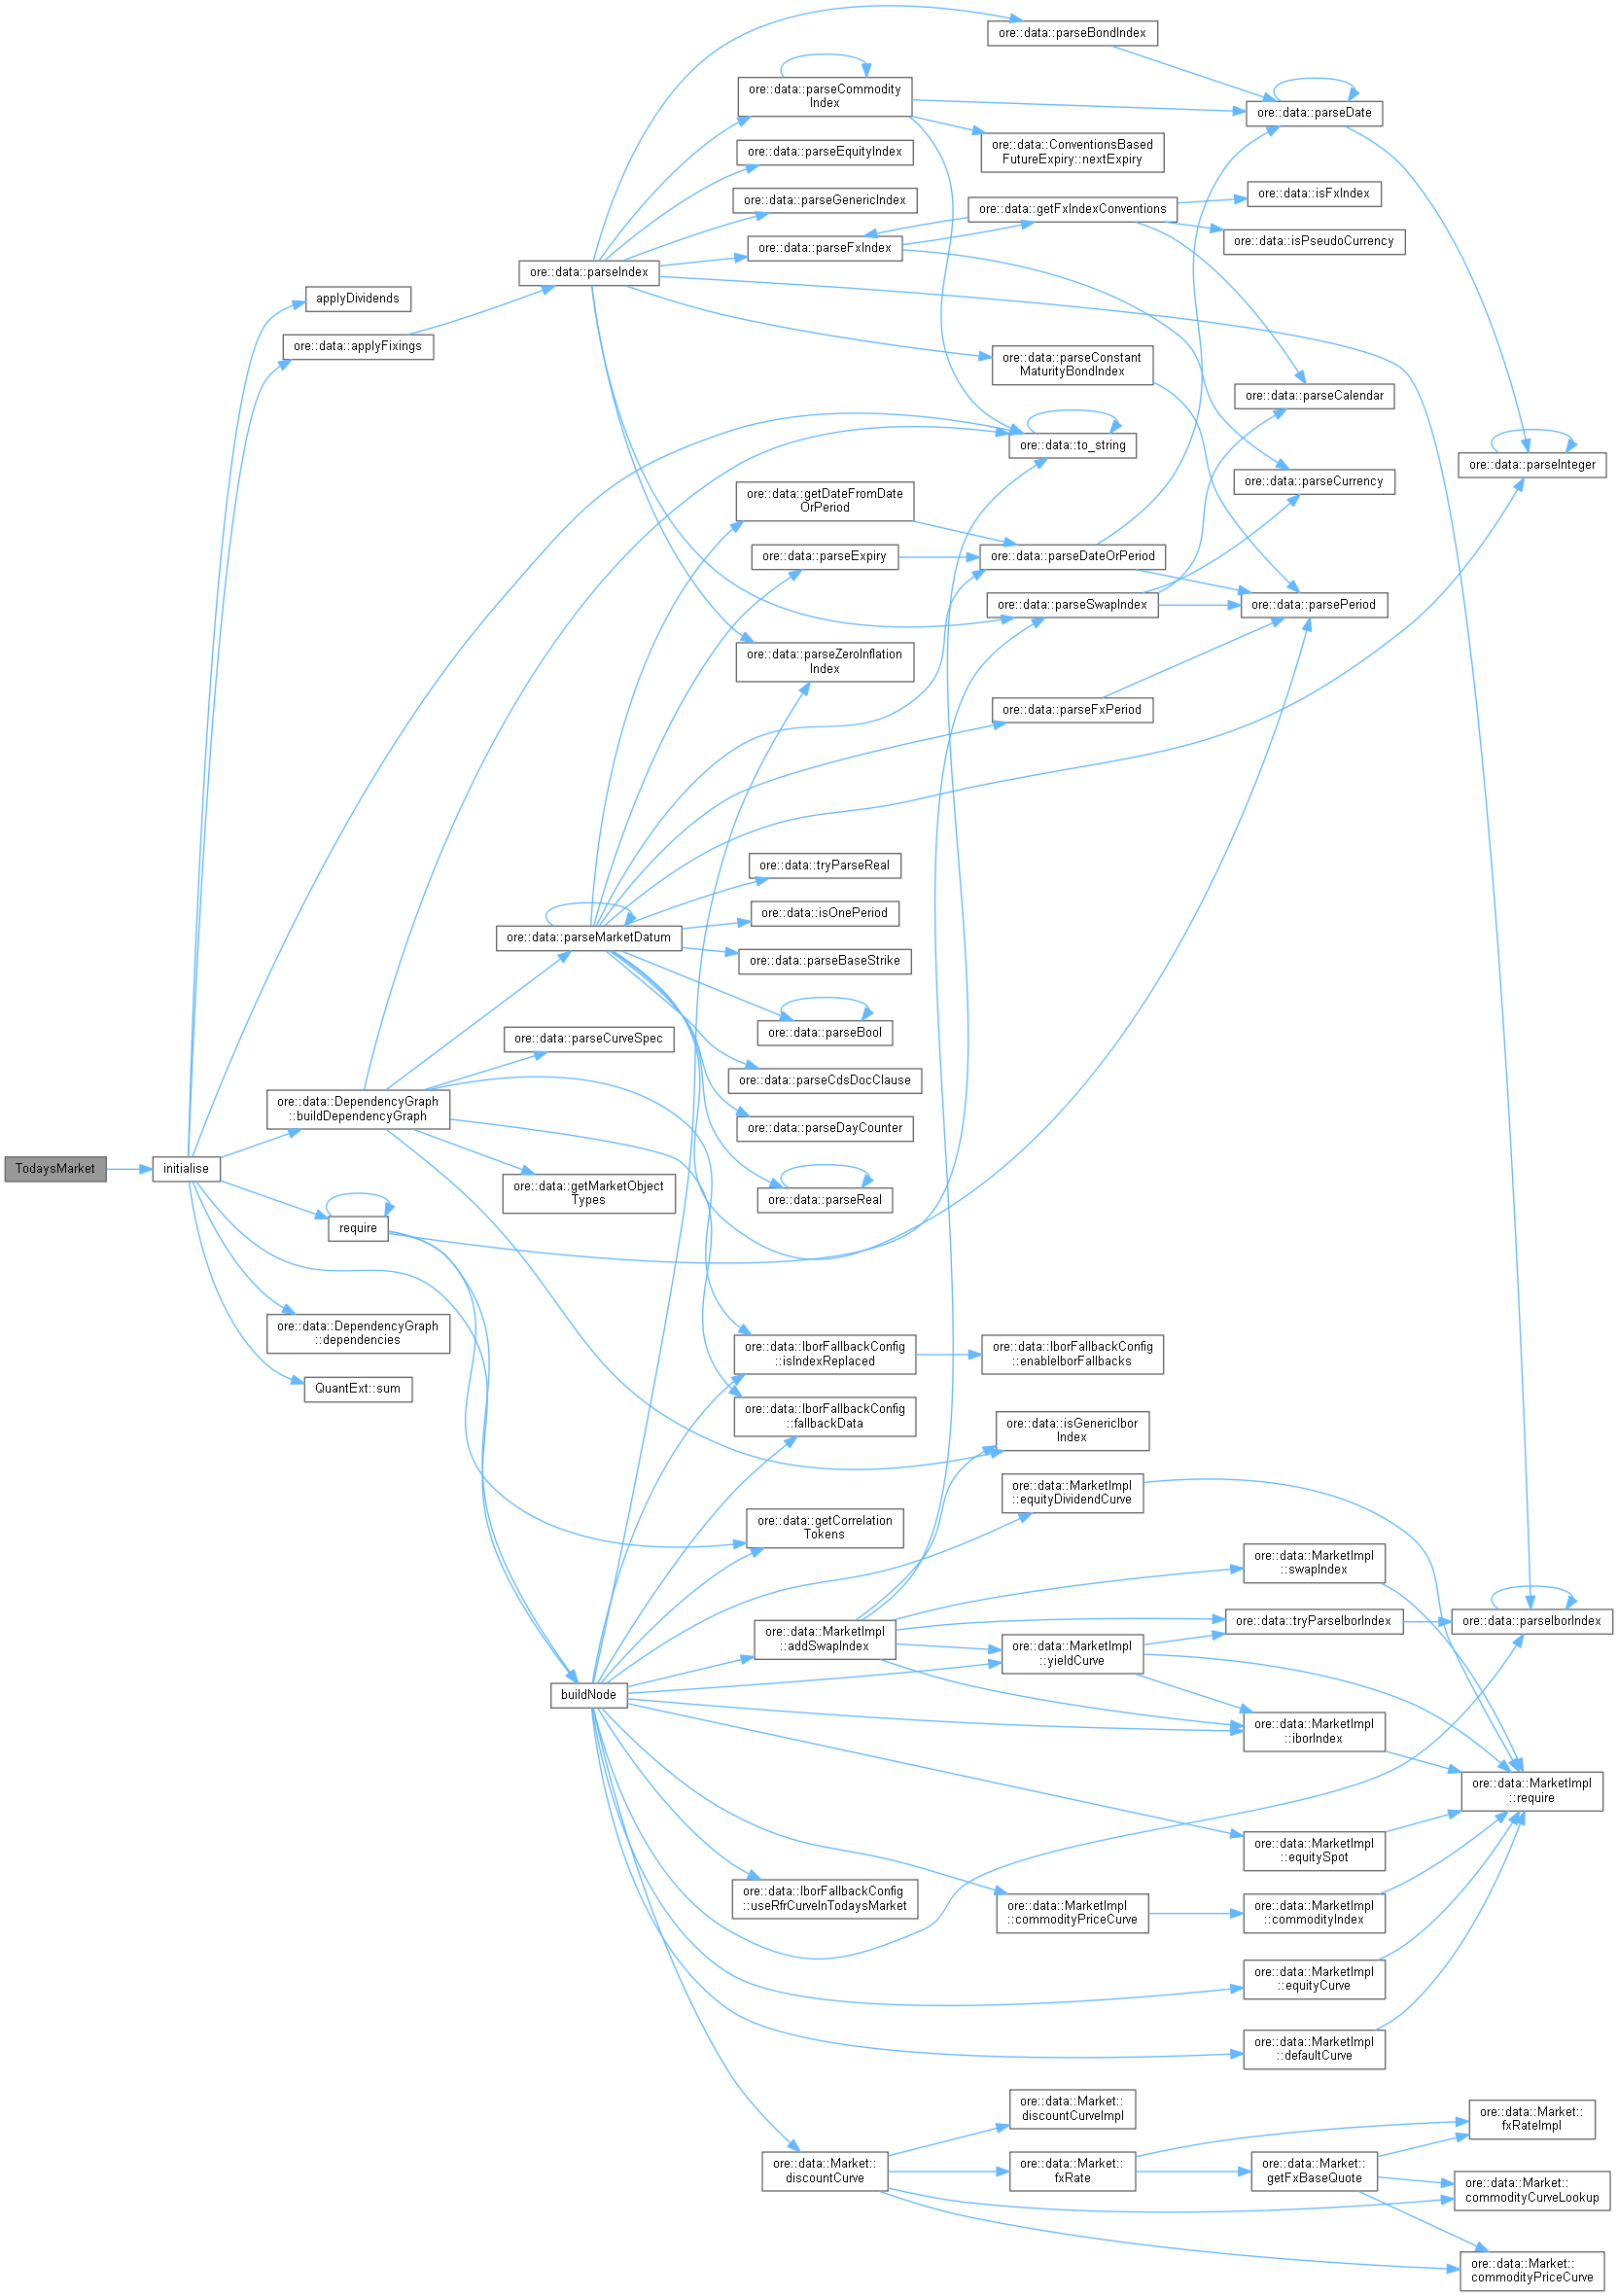 ore::data::parseBondIndex
ore::data::parseCommodity
Index
ore::data::parseDate
ore::data::parseEquityIndex
ore::data::ConventionsBased
FutureExpiry::nextExpiry
ore::data::parseGenericIndex
ore::data::isFxIndex
ore::data::getFxIndexConventions
ore::data::parseFxIndex
ore::data::isPseudoCurrency
ore::data::parseIndex
applyDividends
ore::data::applyFixings
ore::data::parseConstant
MaturityBondIndex
ore::data::parseCalendar
ore::data::to_string
ore::data::parseInteger
ore::data::parseCurrency
ore::data::getDateFromDate
OrPeriod
ore::data::parseExpiry
ore::data::parseDateOrPeriod
ore::data::parseSwapIndex
ore::data::parsePeriod
ore::data::parseZeroInflation
Index
ore::data::parseFxPeriod
ore::data::tryParseReal
ore::data::isOnePeriod
ore::data::parseMarketDatum
ore::data::parseBaseStrike
ore::data::parseBool
ore::data::parseCurveSpec
ore::data::parseCdsDocClause
ore::data::DependencyGraph
::buildDependencyGraph
ore::data::parseDayCounter
TodaysMarket
initialise
ore::data::getMarketObject
Types
ore::data::parseReal
require
ore::data::DependencyGraph
::dependencies
ore::data::IborFallbackConfig
::isIndexReplaced
ore::data::IborFallbackConfig
::enableIborFallbacks
QuantExt::sum
ore::data::IborFallbackConfig
::fallbackData
ore::data::isGenericIbor
Index
ore::data::MarketImpl
::equityDividendCurve
ore::data::getCorrelation
Tokens
ore::data::MarketImpl
::swapIndex
ore::data::MarketImpl
::addSwapIndex
ore::data::tryParseIborIndex
ore::data::parseIborIndex
ore::data::MarketImpl
::yieldCurve
buildNode
ore::data::MarketImpl
::iborIndex
ore::data::MarketImpl
::require
ore::data::MarketImpl
::equitySpot
ore::data::IborFallbackConfig
::useRfrCurveInTodaysMarket
ore::data::MarketImpl
::commodityPriceCurve
ore::data::MarketImpl
::commodityIndex
ore::data::MarketImpl
::equityCurve
ore::data::MarketImpl
::defaultCurve
ore::data::Market::
discountCurveImpl
ore::data::Market::
fxRateImpl
ore::data::Market::
discountCurve
ore::data::Market::
fxRate
ore::data::Market::
getFxBaseQuote
ore::data::Market::
commodityCurveLookup
ore::data::Market::
commodityPriceCurve